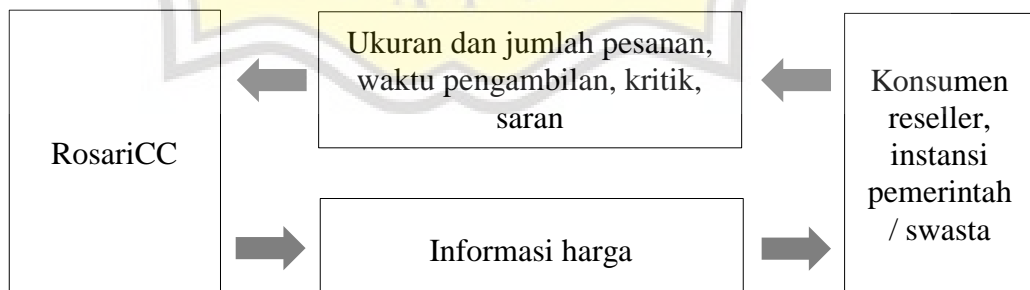 RosariCC
Ukuran dan jumlah pesanan,
waktu pengambilan, kritik,
saran
Informasi harga
Konsumen
reseller,
instansi
pemerintah
/ swasta